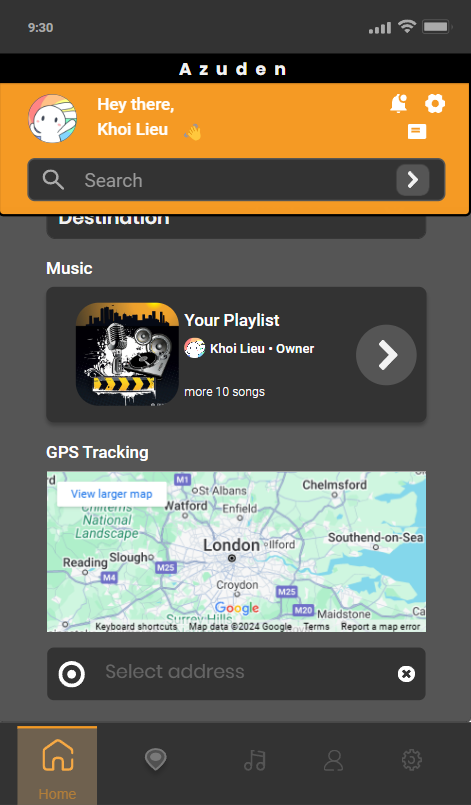 9:30
Azuden
Hey there,
Khoi Lieu 👋
Search
Destination
Music
Your Playlist
Khoi Lieu • Owner
more 10 songs
GPS Tracking
View larger map
M1
St Albans
Chelmsford
Watford
Enfield
National
Landscape
London
Ilford
Southend-on-Sea
Reading
Slough
M25
M4
Croydon
M25
Google
M20
Maidstone
Ca
Surrey Hills
Keyboard shortcuts
Map data ©2024 Google
Terms
Report a map error
Select address
Home